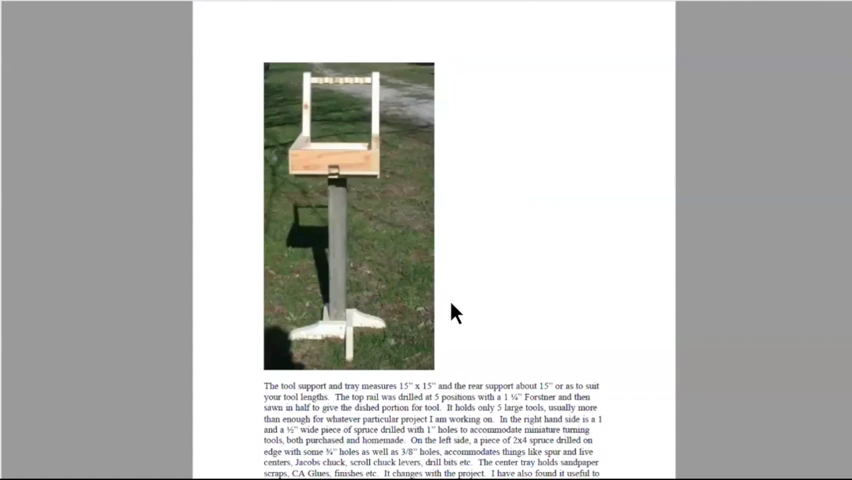 The tool support and tray measures 15" x 15" and the rear support about 15" or as to suit
your tool lengths.  The top rail was drilled at 5 positions with a 1 ¼" Forstner and then
sawn in half to give the dished portion for tool.  It holds only 5 large tools, usually more
than enough for whatever particular project I am working on.  In the right hand side is a 1
and a ½" wide piece of spruce drilled with 1" holes to accommodate miniature turning
tools, both purchased and homemade.  On the left side, a piece of 2x4 spruce drilled on
edge with some ¾" holes as well as 3/8" holes, accommodates things like spur and live
centers, Jacobs chuck, scroll chuck levers, drill bits etc.  The center tray holds sandpaper
scraps, CA Glues, finishes etc.  It changes with the project.  I have also found it useful to